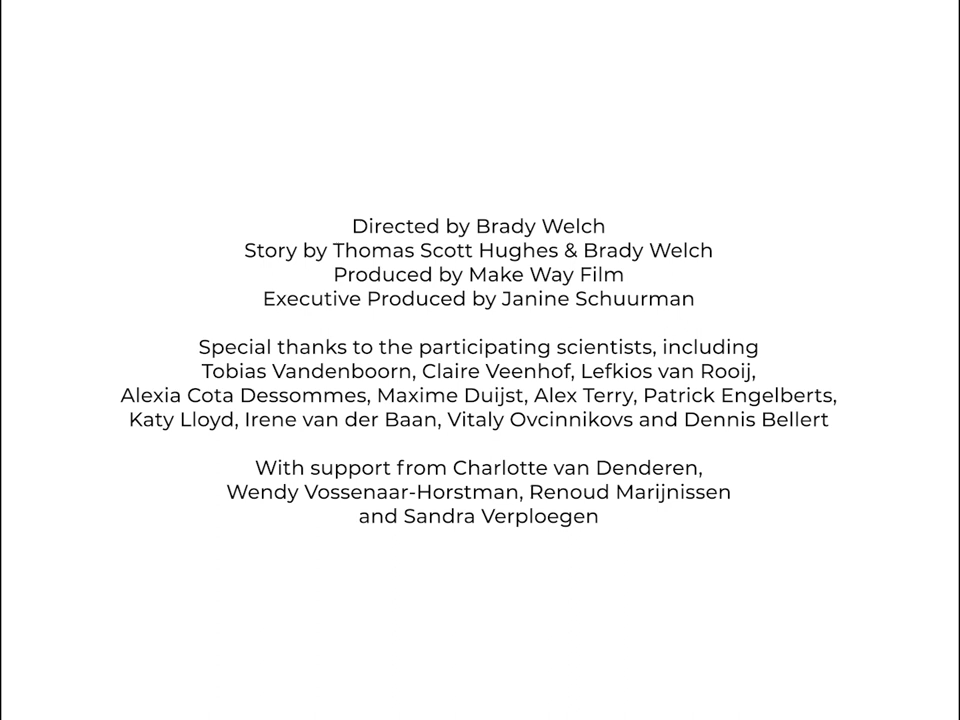 Directed by Brady Welch
Story by Thomas Scott Hughes & Brady Welch
Produced by Make Way Film
Executive Produced by Janine Schuurman
Special thanks to the participating scientists, including
Tobias Vandenboorn, Claire Veenhof, Lefkios van Rooij,
Alexia Cota Dessommes, Maxime Duijst, Alex Terry, Patrick Engelberts,
Katy Lloyd, Irene van der Baan, Vitaly Ovcinnikovs and Dennis Bellert
With support from Charlotte van Denderen,
Wendy Vossenaar-Horstman, Renoud Marijnissen
and Sandra Verploegen